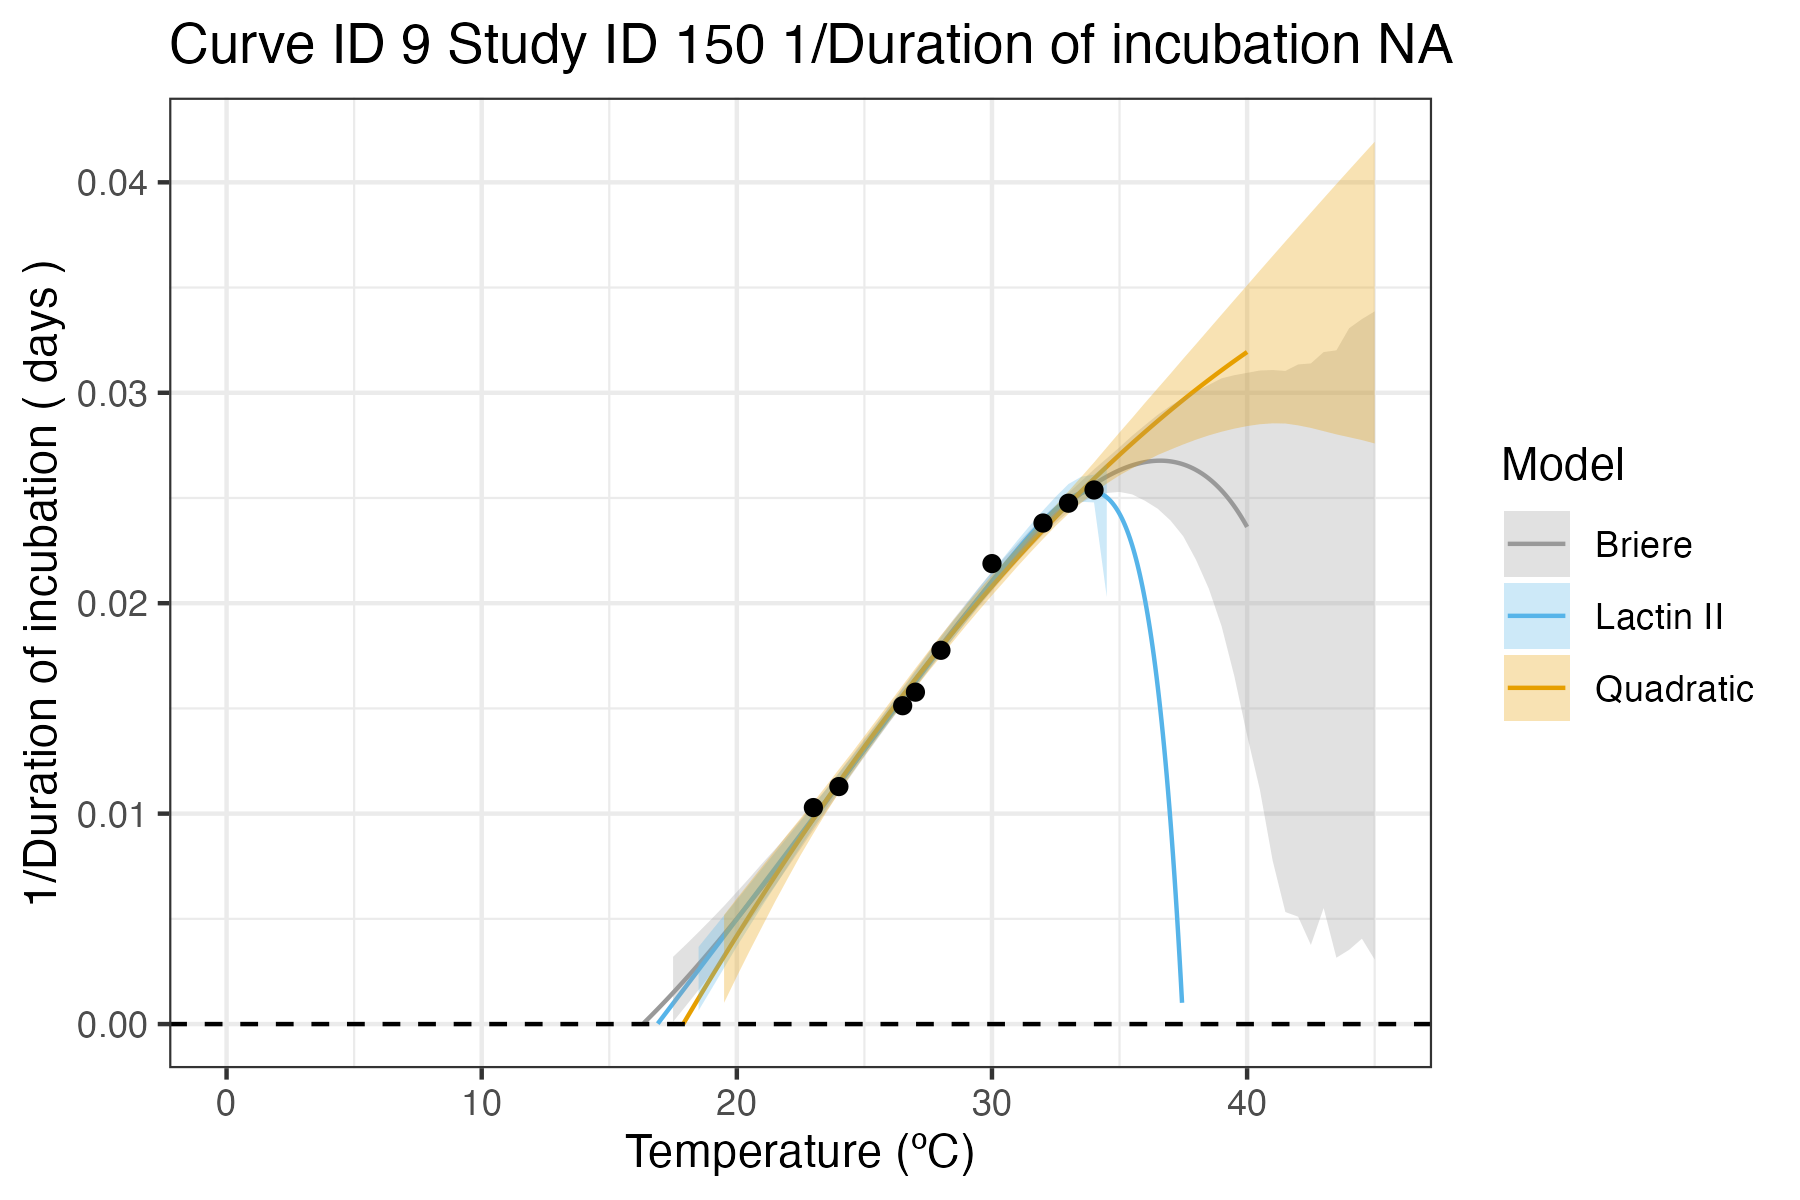 Curve ID 9 Study ID 150 1/Duration of incubation NA
1/Duration of incubation ( days )
0.04
0.03
0.02
0.01
0.00
0 10 20 30 40
Temperature (ºC)
Model
Briere
Lactin II
Quadratic